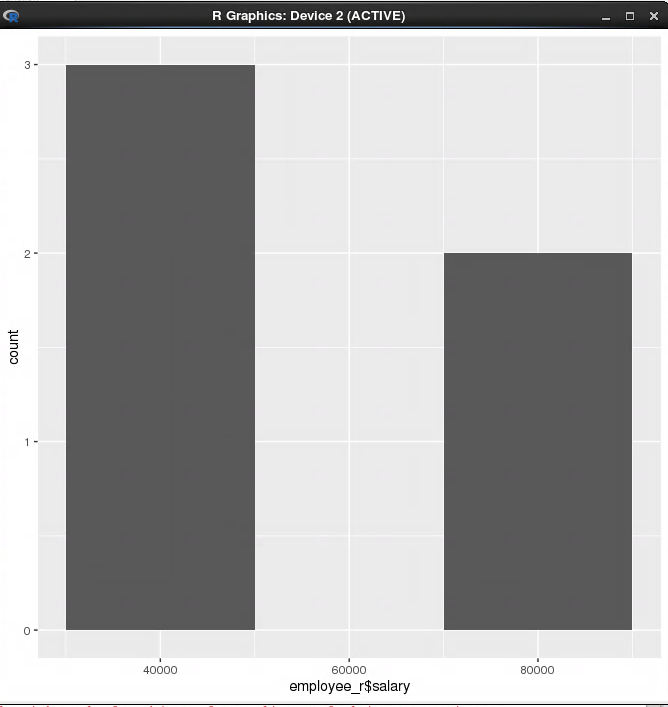 R Graphics: Device 2 (ACTIVE)
3
2
1
0
count
40000 60000 80000
employee_r$salary